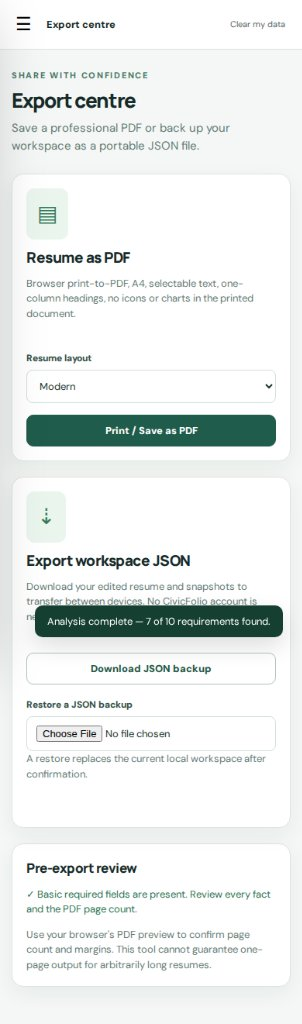 Export centre
Clear my data
SHARE WITH CONFIDENCE
Export centre
Save a professional PDF or back up your
workspace as a portable JSON file.
Resume as PDF
Browser print-to-PDF, A4, selectable text, one-
column headings, no icons or charts in the printed
document.
Resume layout
Modern
Print / Save as PDF
Export workspace JSON
Download your edited resume and snapshots to
transfer between devices. No CivicFolio account is
Analysis complete — 7 of 10 requirements found.
Download JSON backup
Restore a JSON backup
Choose File No file chosen
A restore replaces the current local workspace after
confirmation.
Pre-export review
✓ Basic required fields are present. Review every fact
and the PDF page count.
Use your browser's PDF preview to confirm page
count and margins. This tool cannot guarantee one-
page output for arbitrarily long resumes.